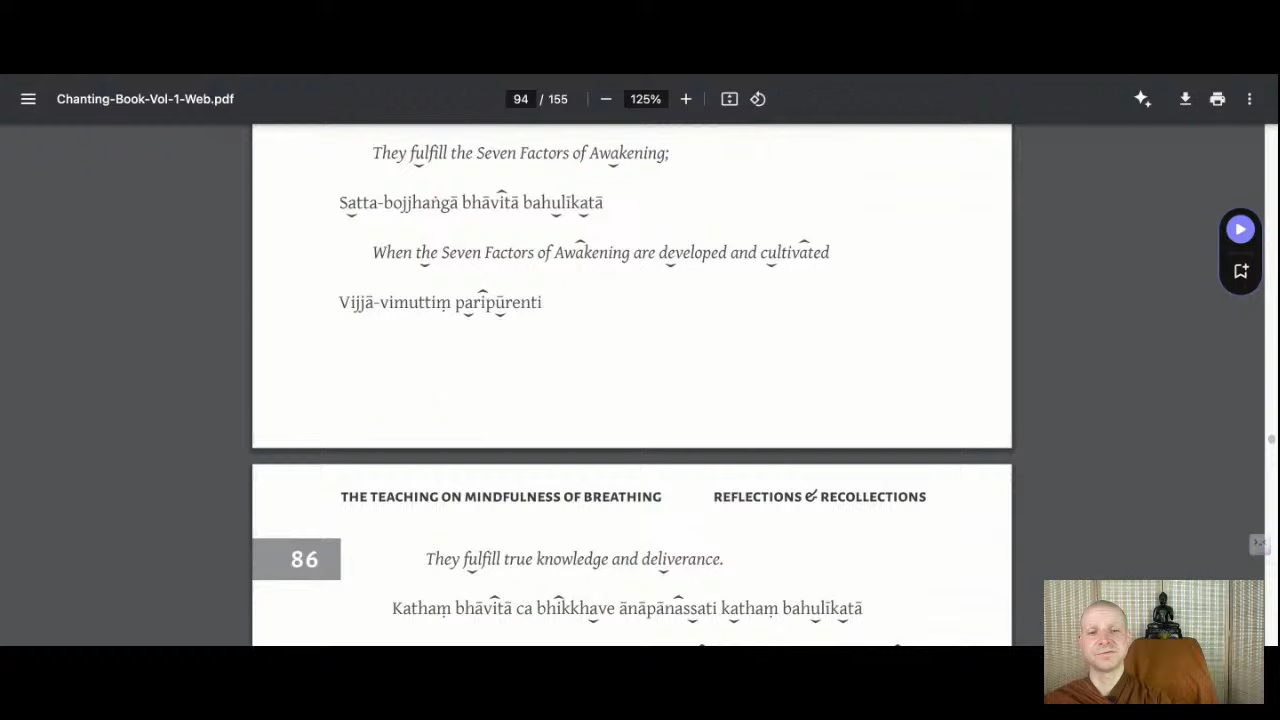 Chanting-Book-Vol-1-Web.pdf
94 / 155
125%
They fulfill the Seven Factors of Awakening;
Satta-bojjhaṅgā bhāvitā bahulīkatā
When the Seven Factors of Awakening are developed and cultivated
Vijjā-vimuttiṃ paripūrenti
THE TEACHING ON MINDFULNESS OF BREATHING
REFLECTIONS & RECOLLECTIONS
86
They fulfill true knowledge and deliverance.
Kathaṃ bhāvitā ca bhikkhave ānāpānassati kathaṃ bahulīkatā